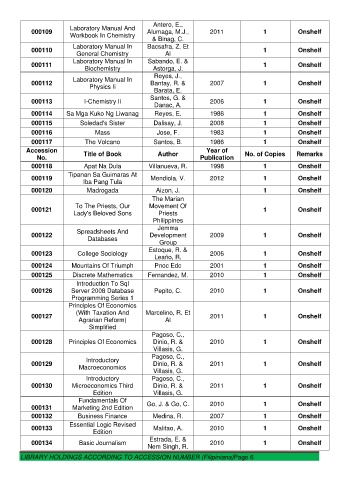 000109 Laboratory Manual And Workbook In Chemistry Antero, E., Alumaga, M.J., & Binag, C. 2011 1 Onshelf
000110 Laboratory Manual In General Chemistry Bacsafra, Z. Et Al 1 Onshelf
000111 Laboratory Manual In Biochemistry Sabando, E. & Astorga, J. 1 Onshelf
000112 Laboratory Manual In Physics Ii Reyes, J., Bantay, R. & Barata, E. 2007 1 Onshelf
000113 I-Chemistry Ii Santos, G. & Danac, A. 2006 1 Onshelf
000114 Sa Mga Kuko Ng Liwanag Reyes, E. 1986 1 Onshelf
000115 Soledad's Sister Dalisay, J. 2008 1 Onshelf
000116 Mass Jose, F. 1983 1 Onshelf
000117 The Volcano Santos, B. 1986 1 Onshelf
Accession No. Title of Book Author Year of Publication No. of Copies Remarks
000118 Apat Na Dula Villanueva, R. 1998 1 Onshelf
000119 Tipanan Sa Guimaras At Iba Pang Tula Mendiola, V. 2012 1 Onshelf
000120 Madrogada Aizon, J. 1 Onshelf
000121 To The Priests, Our Lady's Beloved Sons The Marian Movement Of Priests Philippines 1 Onshelf
000122 Spreadsheets And Databases Jemma Development Group 2009 1 Onshelf
000123 College Sociology Estoque, R. & Leaño, R. 2006 1 Onshelf
000124 Mountains Of Triumph Pnoc Edc 2001 1 Onshelf
000125 Discrete Mathematics Fernandez, M. 2010 1 Onshelf
000126 Introduction To Sql Server 2006 Database Programming Series 1 Pepito, C. 2010 1 Onshelf
000127 Principles Of Economics (With Taxation And Agrarian Reform) Simplified Marcelino, R. Et Al 2011 1 Onshelf
000128 Principles Of Economics Pagoso, C., Dinio, R. & Villasis, G. 2010 1 Onshelf
000129 Introductory Macroeconomics Pagoso, C., Dinio, R. & Villasis, G. 2011 1 Onshelf
000130 Introductory Microeconomics Third Edition Pagoso, C., Dinio, R. & Villasis, G. 2011 1 Onshelf
000131 Fundamentals Of Marketing 2nd Edition Go, J. & Go, C. 2010 1 Onshelf
000132 Business Finance Medina, R. 2007 1 Onshelf
000133 Essential Logic Revised Edition Malitao, A. 2010 1 Onshelf
000134 Basic Journalism Estrada, E. & Nem Singh, R. 2010 1 Onshelf
LIBRARY HOLDINGS ACCORDING TO ACCESSION NUMBER (Filipiniana)Page 6